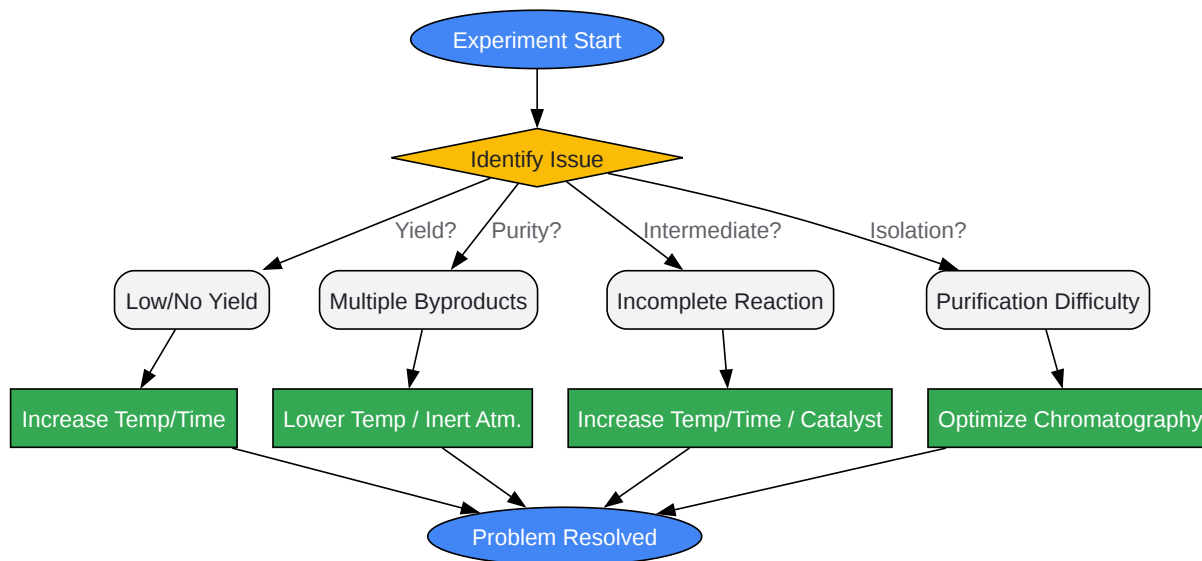 Experiment Start
Identify Issue
Yield?
Purity?
Intermediate?
Isolation?
Low/No Yield
Multiple Byproducts
Incomplete Reaction
Purification Difficulty
Increase Temp/Time
Lower Temp / Inert Atm.
Increase Temp/Time / Catalyst
Optimize Chromatography
Problem Resolved